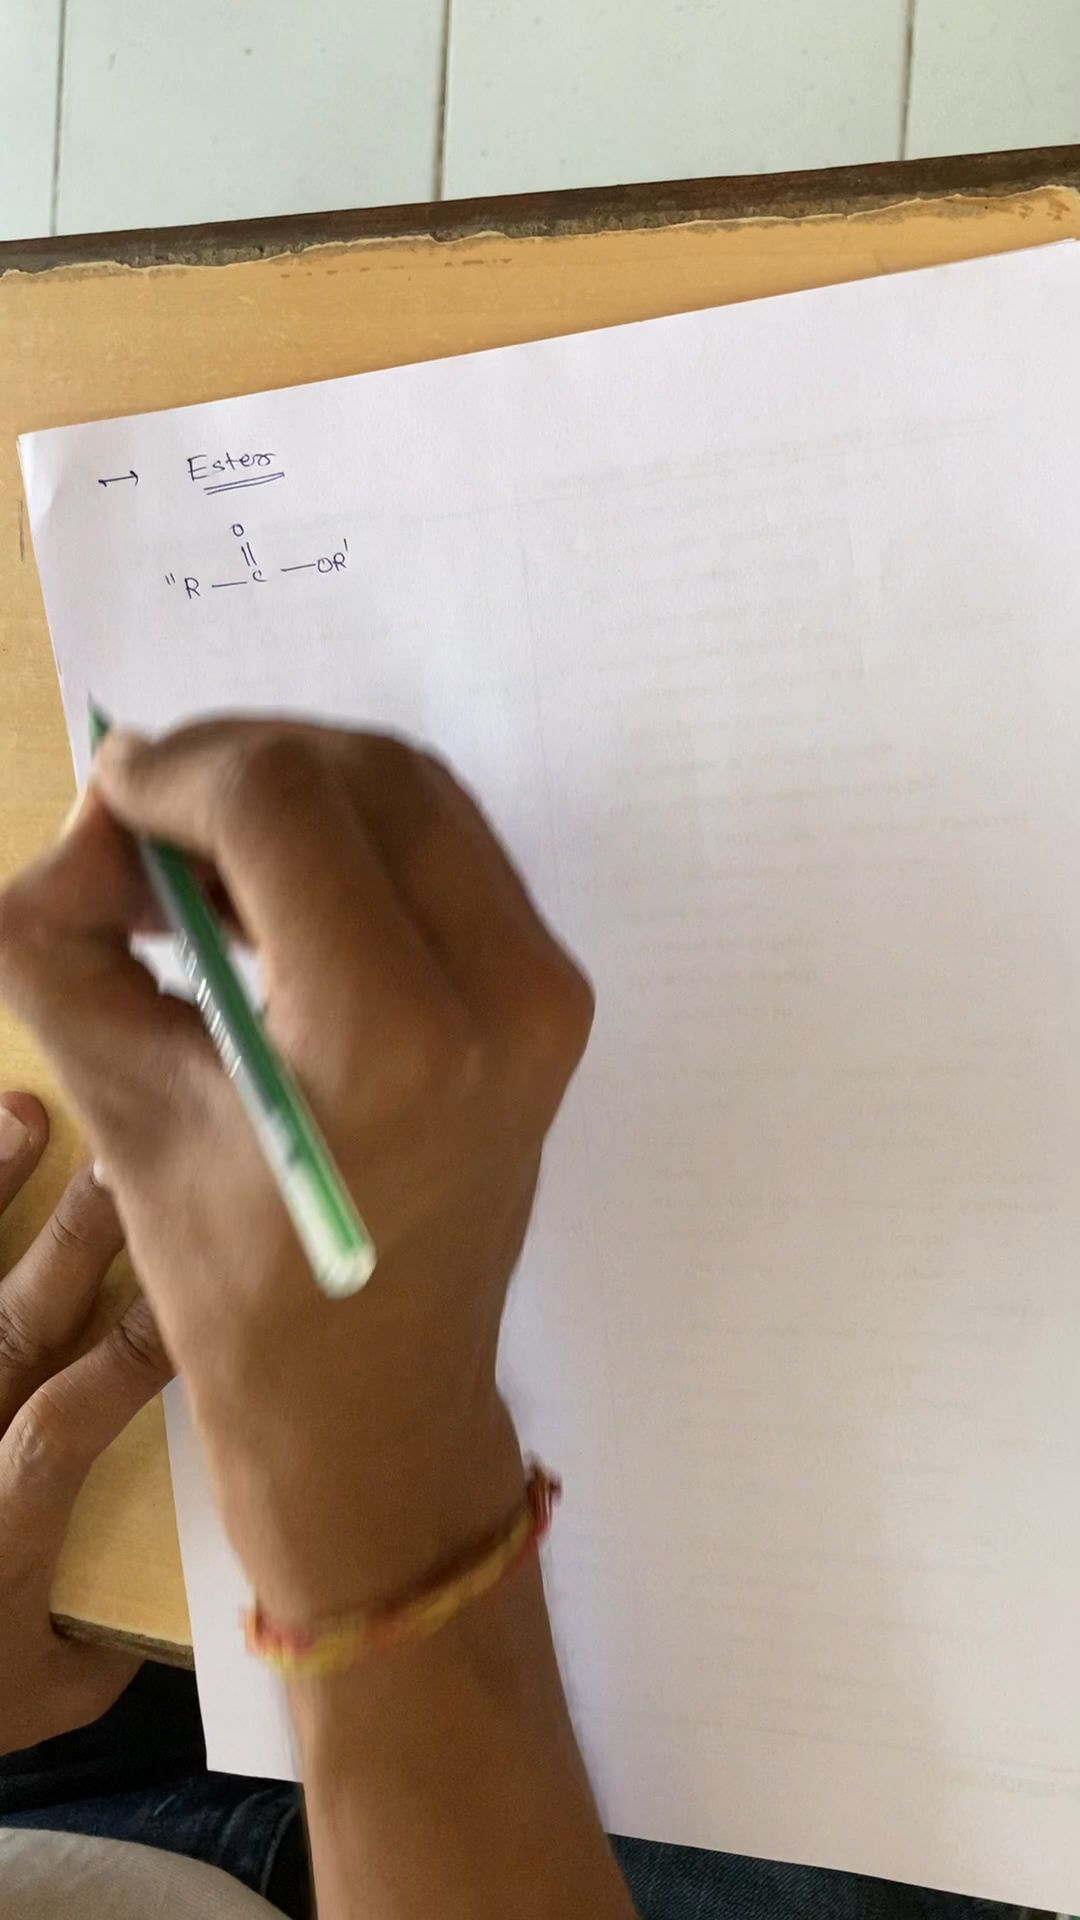 → Esters
O
||
"R — C — OR'